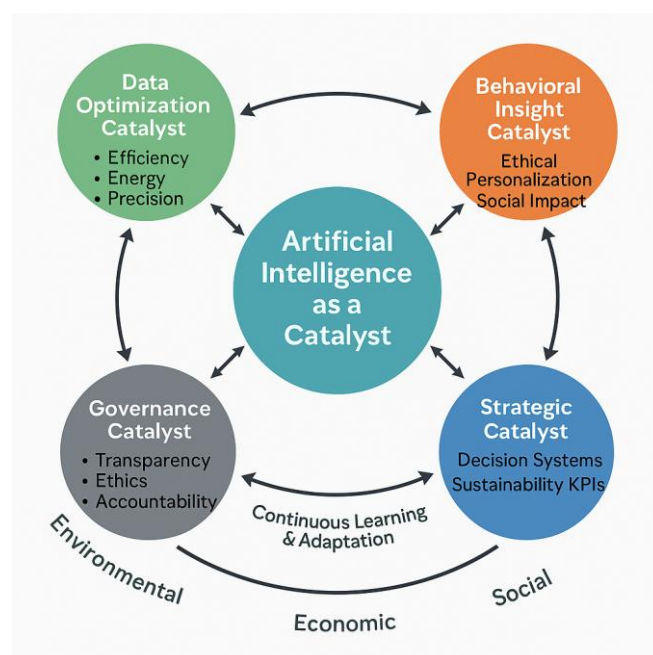 Data
Optimization
Catalyst
• Efficiency
• Energy
• Precision
Behavioral
Insight
Catalyst
Ethical
Personalization
Social Impact
Artificial
Intelligence
as a
Catalyst
Governance
Catalyst
• Transparency
• Ethics
• Accountability
Strategic
Catalyst
Decision Systems
Sustainability KPIs
Continuous Learning
& Adaptation
Environmental
Economic
Social